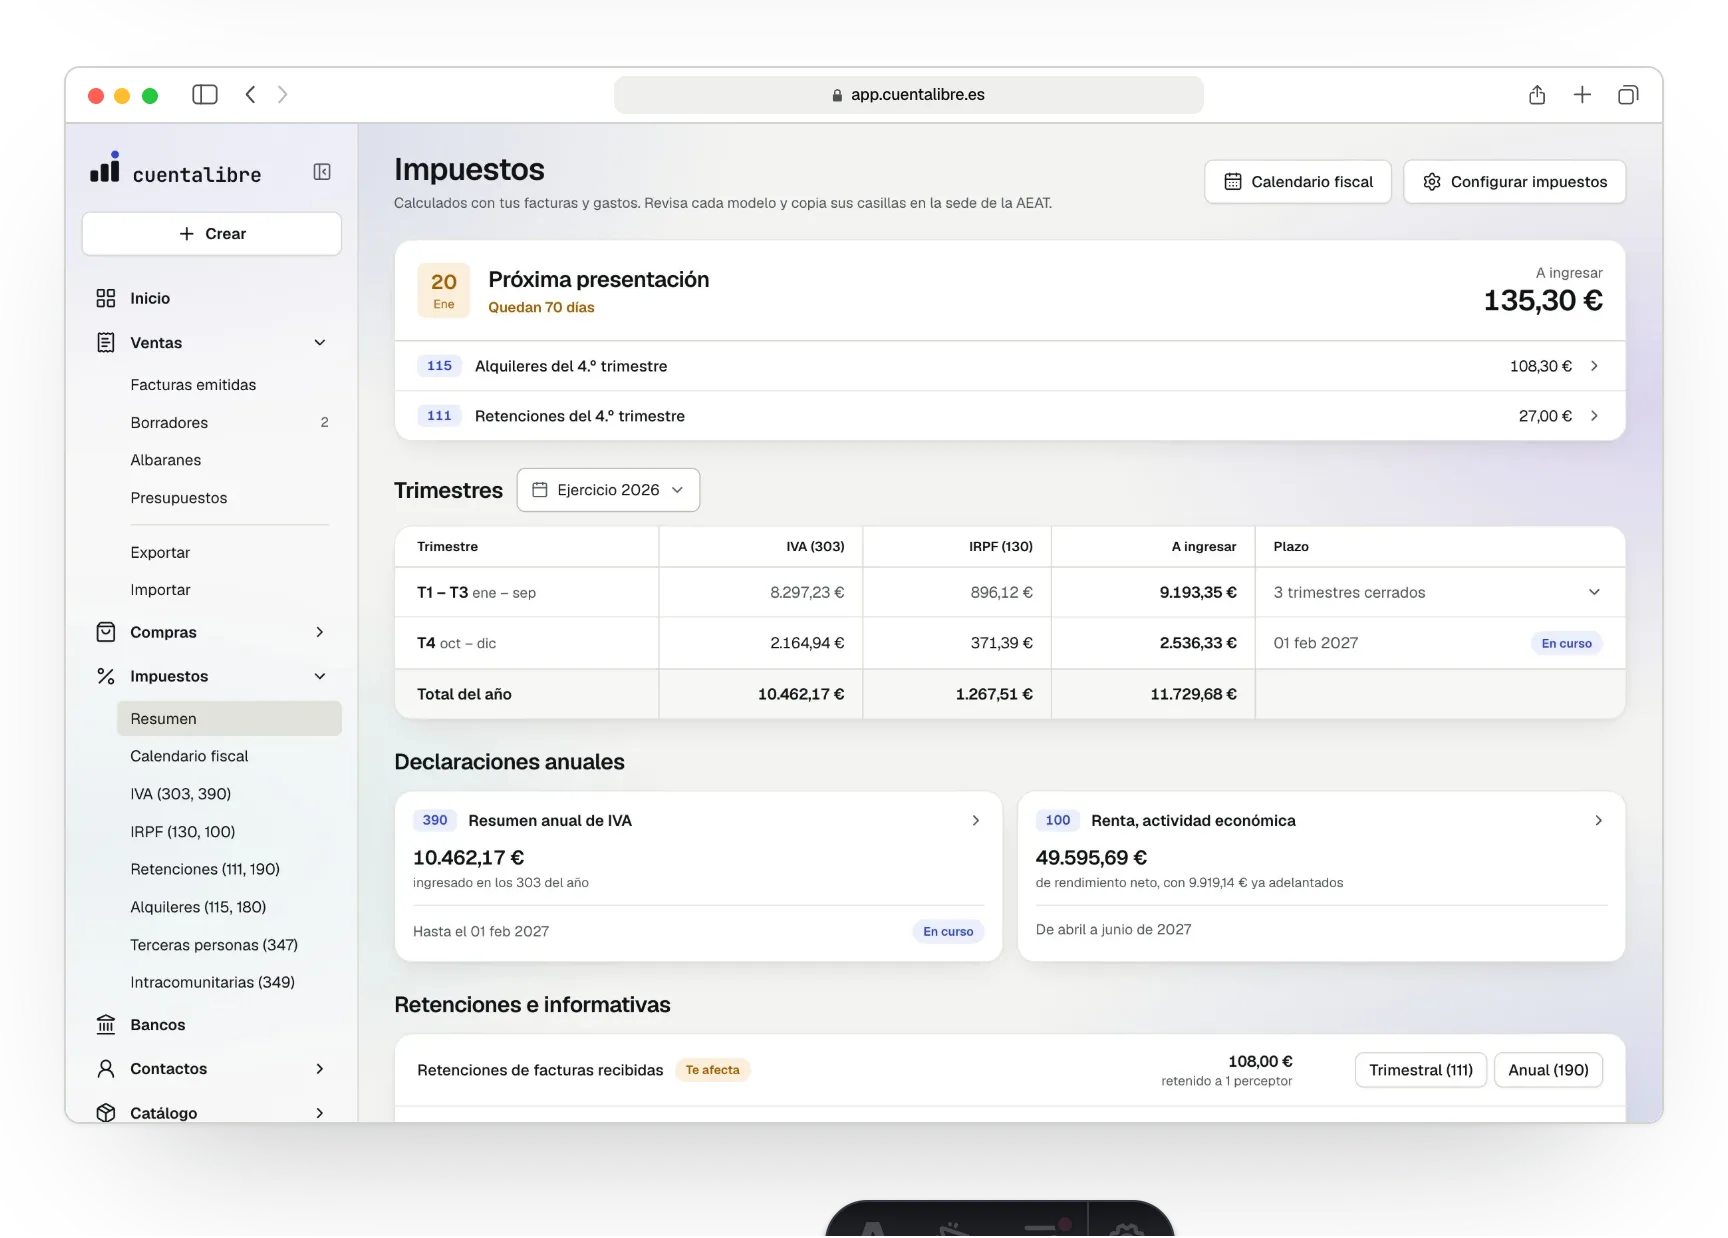 app.cuentalibre.es
cuentalibre
Crear
Inicio
Ventas
Facturas emitidas
Borradores 2
Albaranes
Presupuestos
Exportar
Importar
Compras
Impuestos
Resumen
Calendario fiscal
IVA (303, 390)
IRPF (130, 100)
Retenciones (111, 190)
Alquileres (115, 180)
Terceras personas (347)
Intracomunitarias (349)
Bancos
Contactos
Catálogo
Impuestos
Calculados con tus facturas y gastos. Revisa cada modelo y copia sus casillas en la sede de la AEAT.
Calendario fiscal
Configurar impuestos
20
Ene
Próxima presentación
Quedan 70 días
A ingresar
135,30 €
115 Alquileres del 4.º trimestre 108,30 €
111 Retenciones del 4.º trimestre 27,00 €
Trimestres
Ejercicio 2026
Trimestre IVA (303) IRPF (130) A ingresar Plazo
T1 – T3 ene – sep 8.297,23 € 896,12 € 9.193,35 € 3 trimestres cerrados
T4 oct – dic 2.164,94 € 371,39 € 2.536,33 € 01 feb 2027 En curso
Total del año 10.462,17 € 1.267,51 € 11.729,68 €
Declaraciones anuales
390 Resumen anual de IVA
10.462,17 €
ingresado en los 303 del año
Hasta el 01 feb 2027 En curso
100 Renta, actividad económica
49.595,69 €
de rendimiento neto, con 9.919,14 € ya adelantados
De abril a junio de 2027
Retenciones e informativas
Retenciones de facturas recibidas Te afecta
108,00 €
retenido a 1 perceptor
Trimestral (111)
Anual (190)